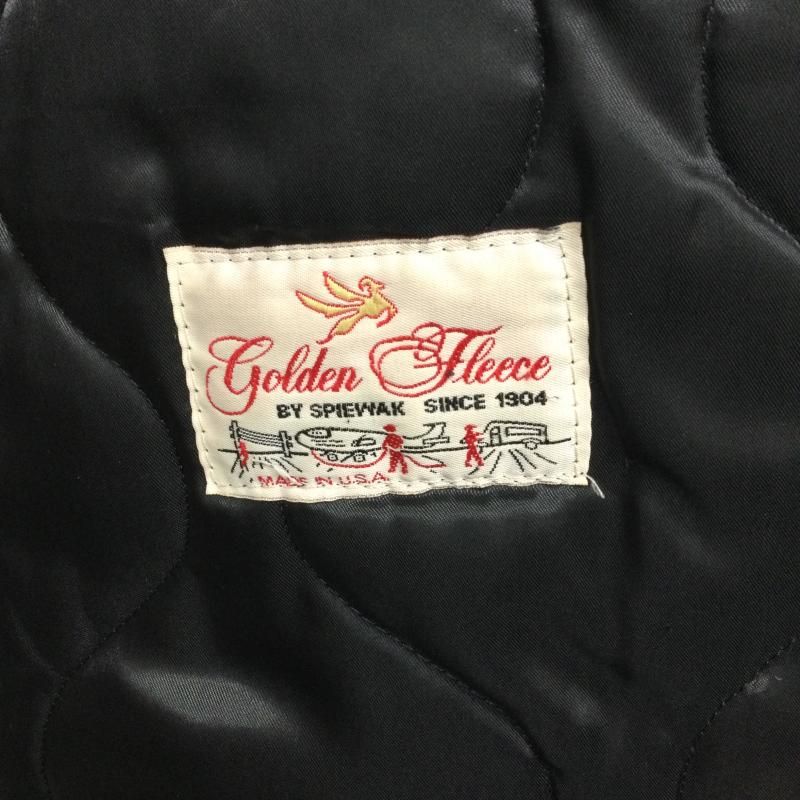 Golden Fleece
BY SPIEWAK SINCE 1904
MADE IN U.S.A.